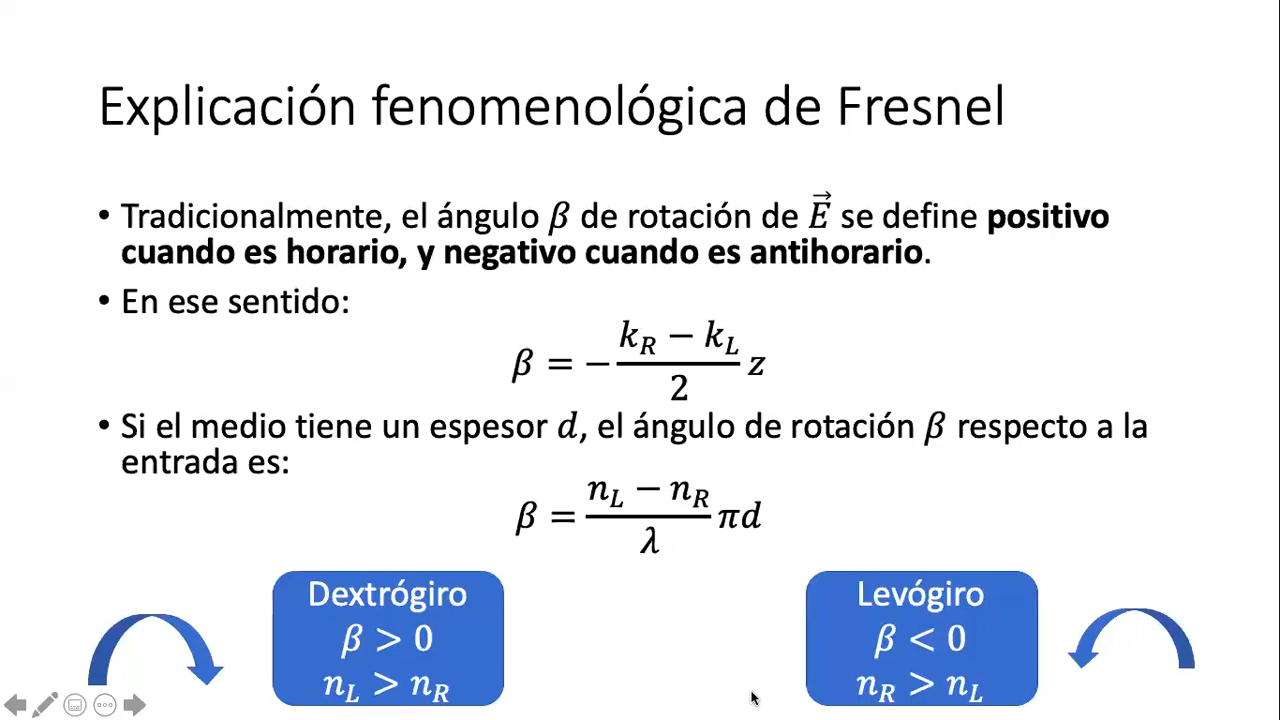 Explicación fenomenológica de Fresnel
• Tradicionalmente, el ángulo β de rotación de E⃗ se define positivo
cuando es horario, y negativo cuando es antihorario.
• En ese sentido:
β = − (k_R − k_L)/2 z
• Si el medio tiene un espesor d, el ángulo de rotación β respecto a la
entrada es:
β = (n_L − n_R)/λ πd
Dextrógiro
β > 0
n_L > n_R
Levógiro
β < 0
n_R > n_L